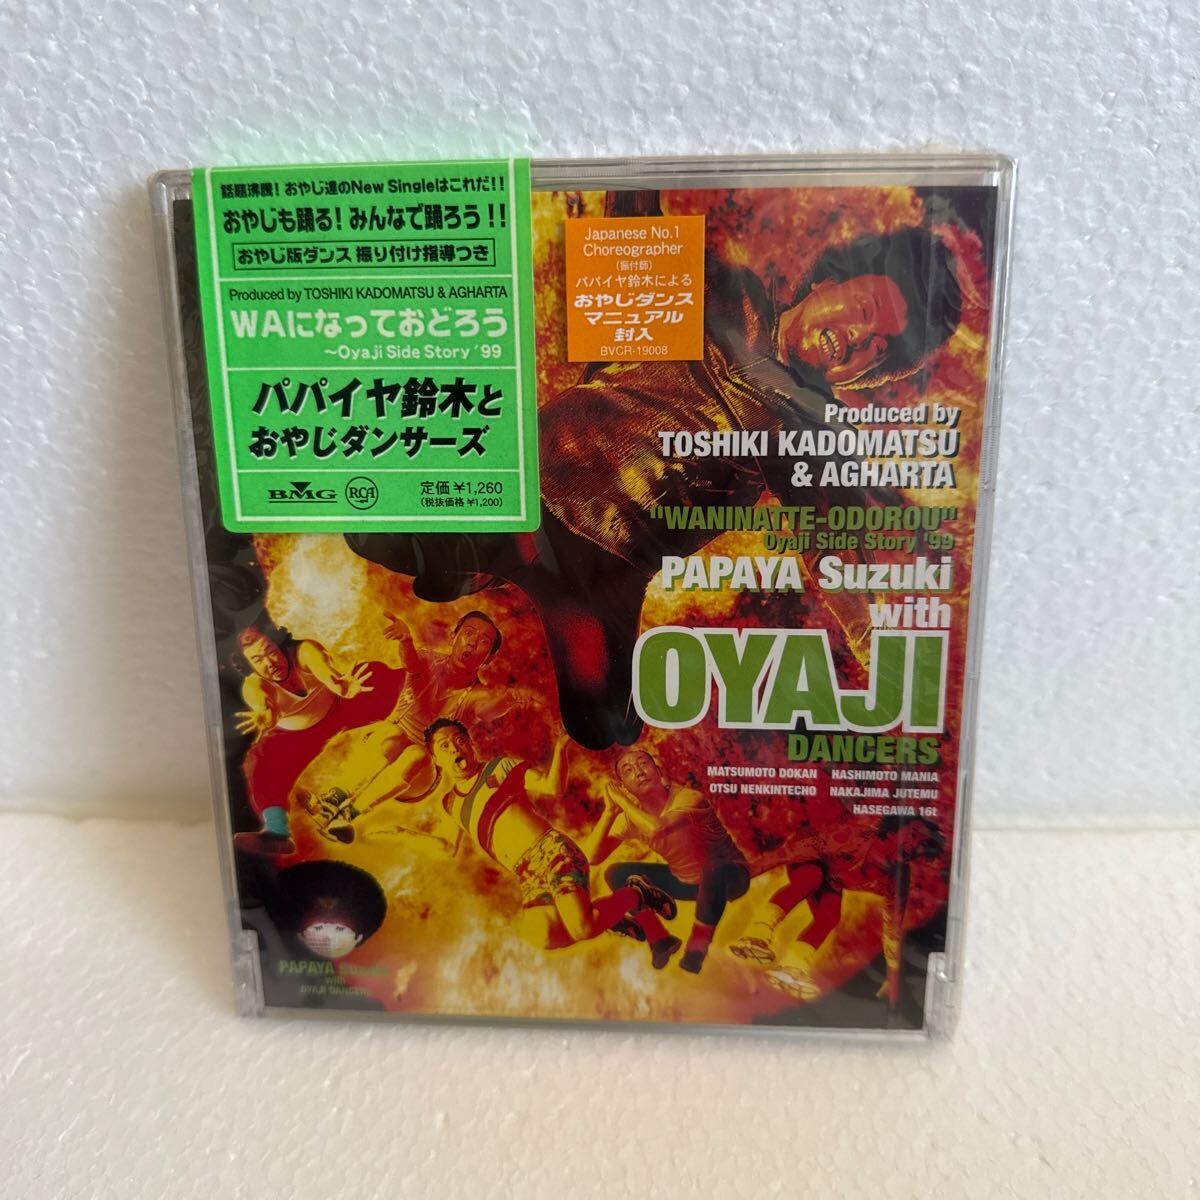 話題沸騰！おやじ達のNew Singleはこれだ!!
おやじも踊る！みんなで踊ろう!!
おやじ版ダンス 振り付け指導つき
Produced by TOSHIKI KADOMATSU & AGHARTA
WAになっておどろう
～Oyaji Side Story '99
パパイヤ鈴木と
おやじダンサーズ
BMG RCA
定価 ¥1,260
(税抜価格 ¥1,200)
Japanese No.1
Choreographer
(振付師)
パパイヤ鈴木による
おやじダンス
マニュアル
封入
BVCR-19008
Produced by
TOSHIKI KADOMATSU
& AGHARTA
"WANINATTE-ODOROU"
Oyaji Side Story '99
PAPAYA Suzuki
with
OYAJI
DANCERS
MATSUMOTO DOKAN HASHIMOTO MANIA
OTSU NENKINTECHO NAKAJIMA JUTEMU
HASEGAWA 16t
PAPAYA Suzuki
with
OYAJI DANCERS